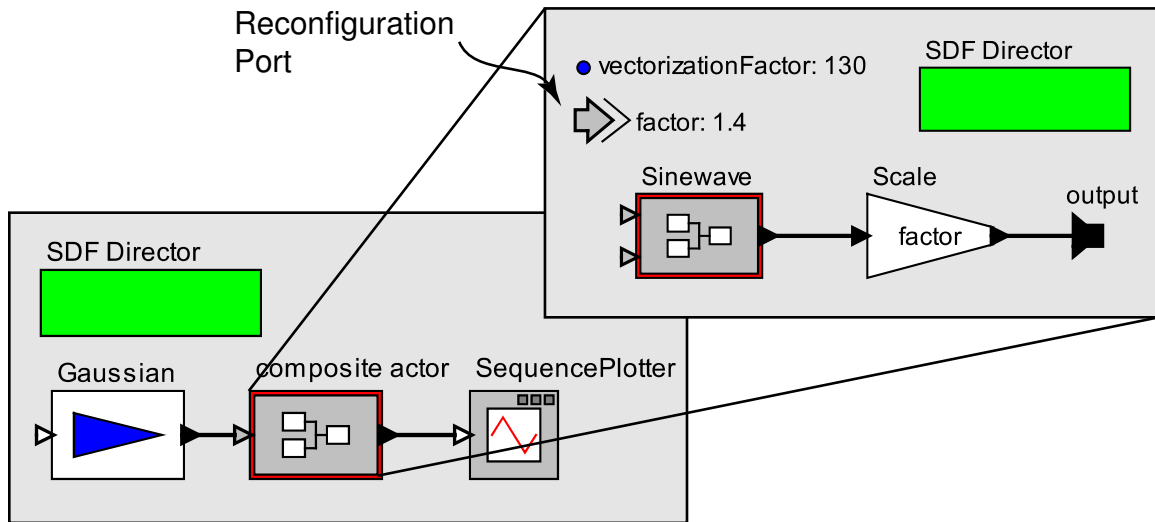 Reconfiguration
Port
vectorizationFactor: 130
SDF Director
factor: 1.4
Sinewave
Scale
output
factor
SDF Director
Gaussian
composite actor
SequencePlotter